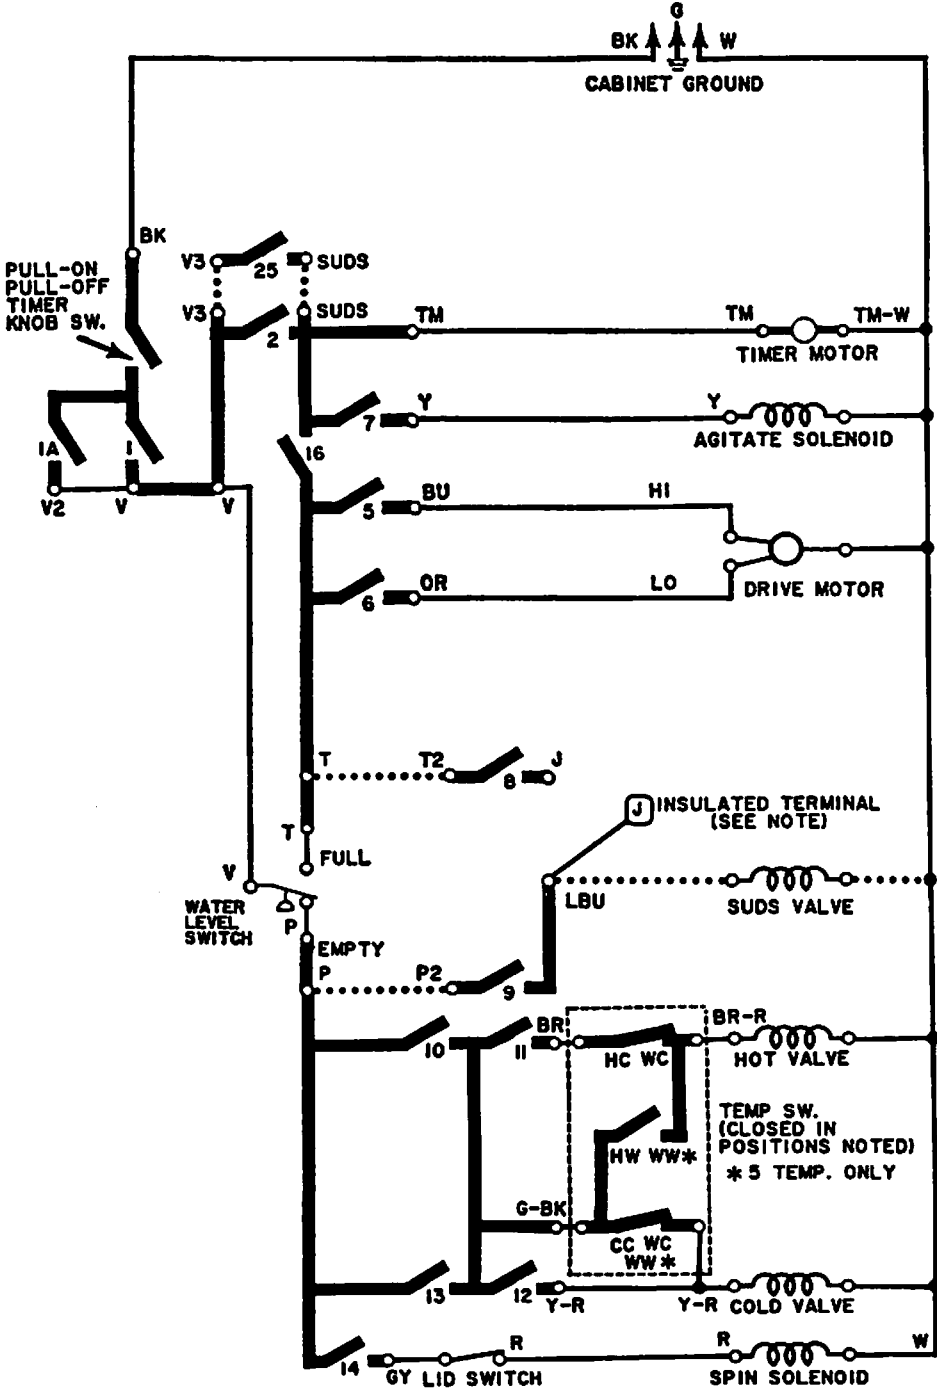 G
BK
W
CABINET GROUND
BK
PULL-ON
PULL-OFF
TIMER
KNOB SW.
V3
25
SUDS
V3
SUDS
2
TM
TM
TM-W
TIMER MOTOR
7
Y
Y
AGITATE SOLENOID
1A
1
16
V2
V
V
5
BU
HI
6
OR
LO
DRIVE MOTOR
T
T2
8
J
J
INSULATED TERMINAL
(SEE NOTE)
T
FULL
V
WATER
LEVEL
SWITCH
P
EMPTY
LBU
SUDS VALVE
P
P2
9
10
11
BR
HC WC
BR-R
HOT VALVE
HW WW*
TEMP SW.
(CLOSED IN
POSITIONS NOTED)
*5 TEMP. ONLY
G-BK
CC WC
WW*
13
12
Y-R
Y-R
COLD VALVE
14
GY
LID SWITCH
R
R
W
SPIN SOLENOID